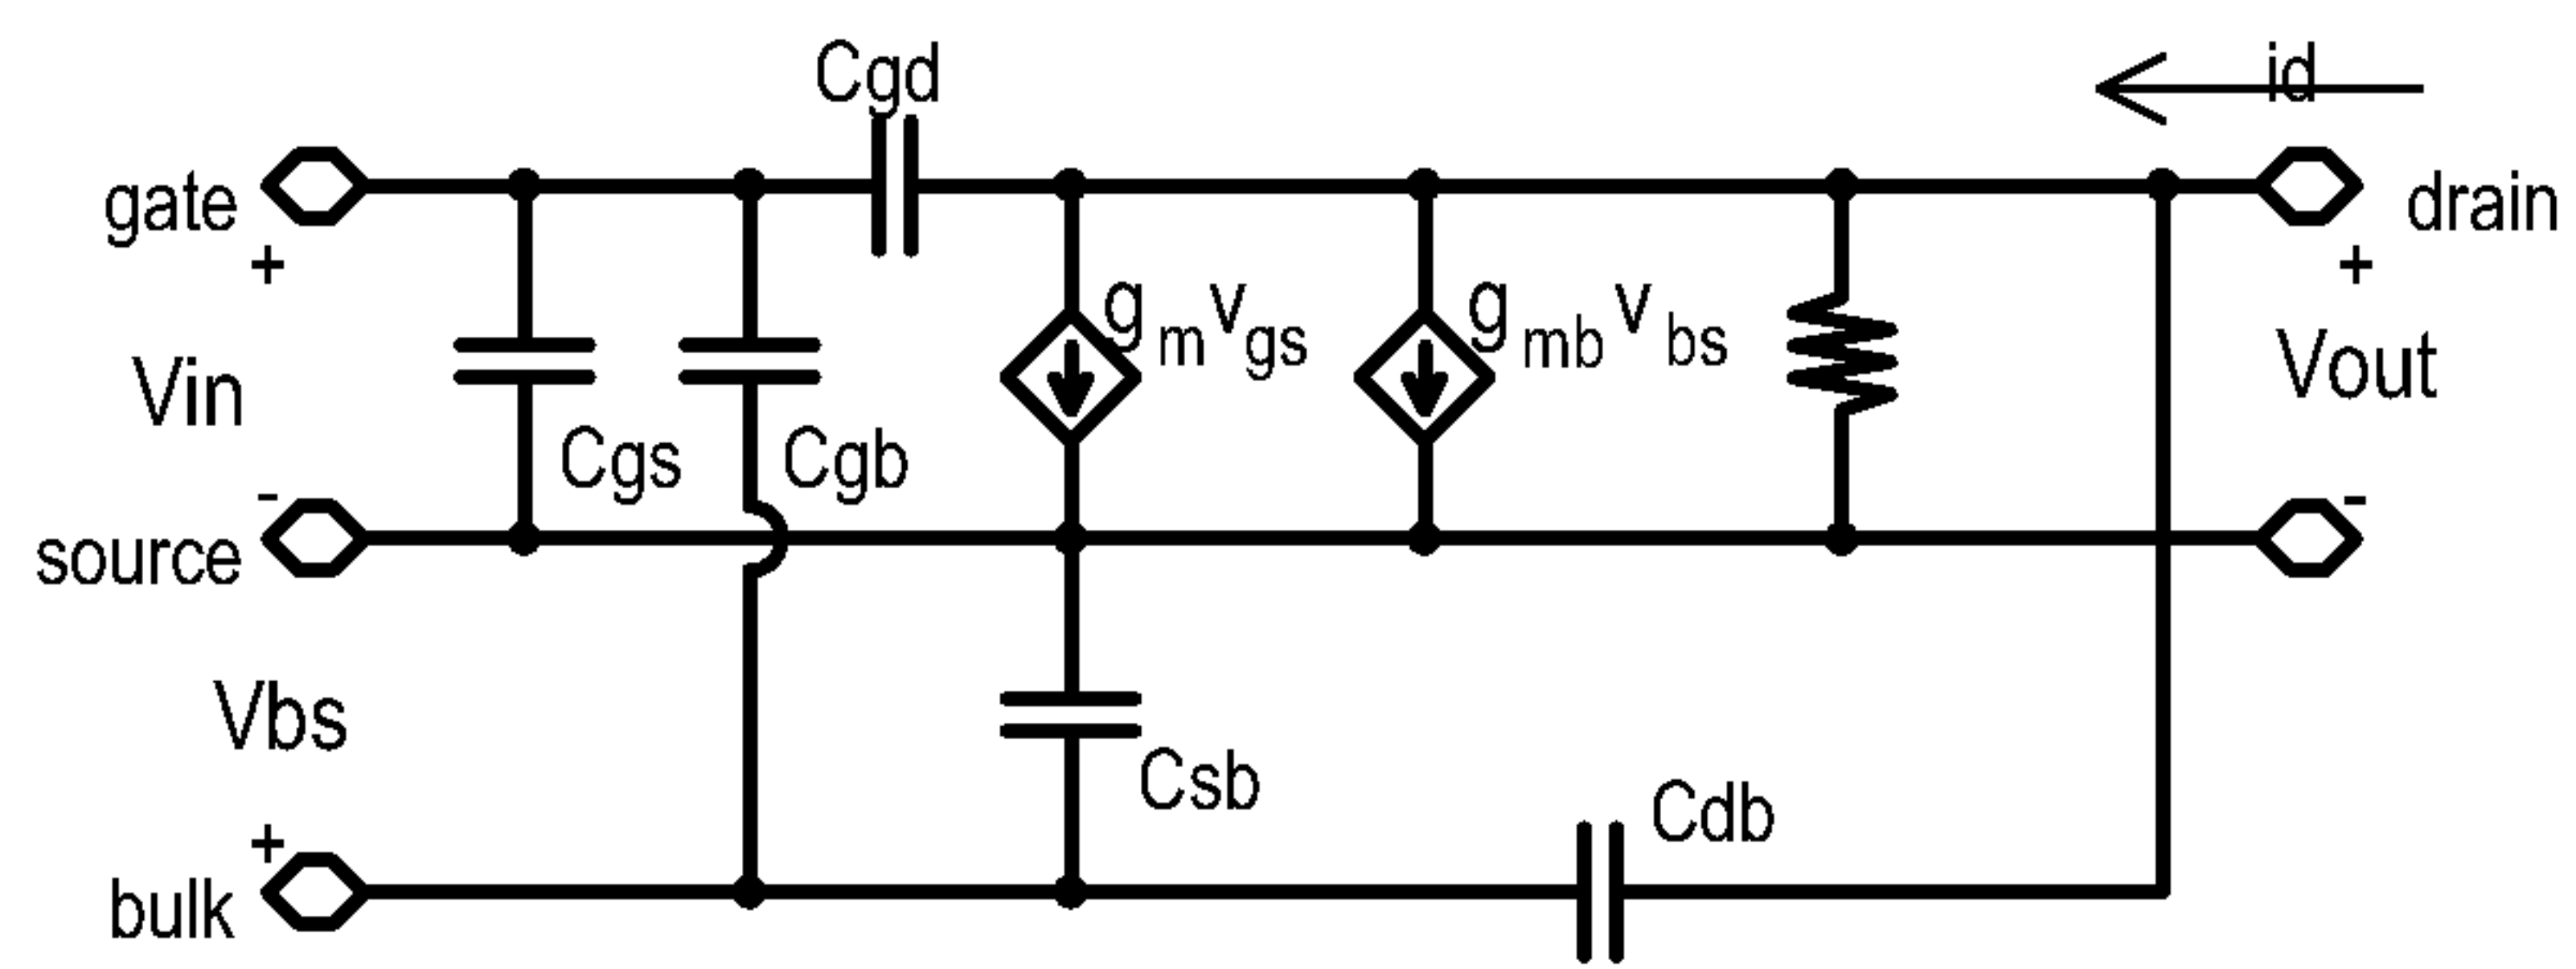 Cgd
id
gate
drain
+
+
gmvgs
gmbvbs
Vin
Vout
Cgs
Cgb
-
-
source
Vbs
Csb
Cdb
+
bulk